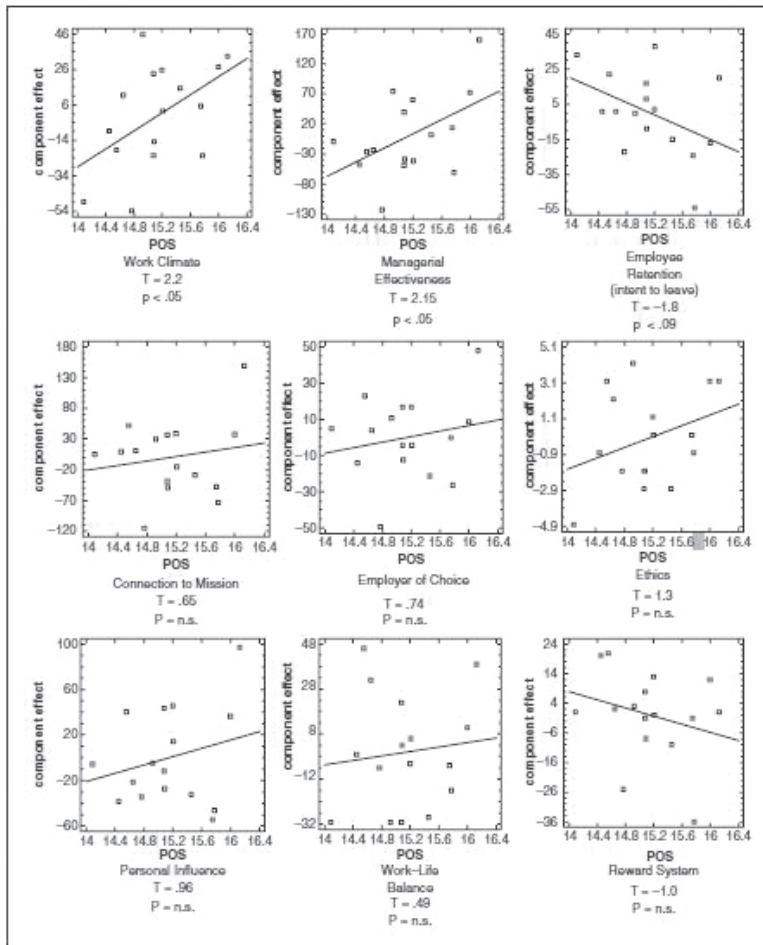 component effect
46
26
6
−14
−34
−54
14 14.4 14.8 15.2 15.6 16 16.4
POS
Work Climate
T = 2.2
p < .05
component effect
170
120
70
20
−30
−80
−130
14 14.4 14.8 15.2 15.6 16 16.4
POS
Managerial
Effectiveness
T = 2.15
p < .05
component effect
45
25
5
−15
−35
−55
14 14.4 14.8 15.2 15.6 16 16.4
POS
Employee
Retention
(intent to leave)
T = −1.8
p < .09
component effect
180
130
80
30
−20
−70
−120
14 14.4 14.8 15.2 15.6 16 16.4
POS
Connection to Mission
T = .65
P = n.s.
component effect
50
30
10
−10
−30
−50
14 14.4 14.8 15.2 15.6 16 16.4
POS
Employer of Choice
T = .74
P = n.s.
component effect
5.1
3.1
1.1
−0.9
−2.9
−4.9
14 14.4 14.8 15.2 15.6 16 16.4
POS
Ethics
T = 1.3
P = n.s.
component effect
100
60
20
−20
−60
14 14.4 14.8 15.2 15.6 16 16.4
POS
Personal Influence
T = .96
P = n.s.
component effect
48
28
8
−12
−32
14 14.4 14.8 15.2 15.6 16 16.4
POS
Work–Life
Balance
T = .49
P = n.s.
component effect
24
14
4
−6
−16
−26
−36
14 14.4 14.8 15.2 15.6 16 16.4
POS
Reward System
T = −1.0
P = n.s.